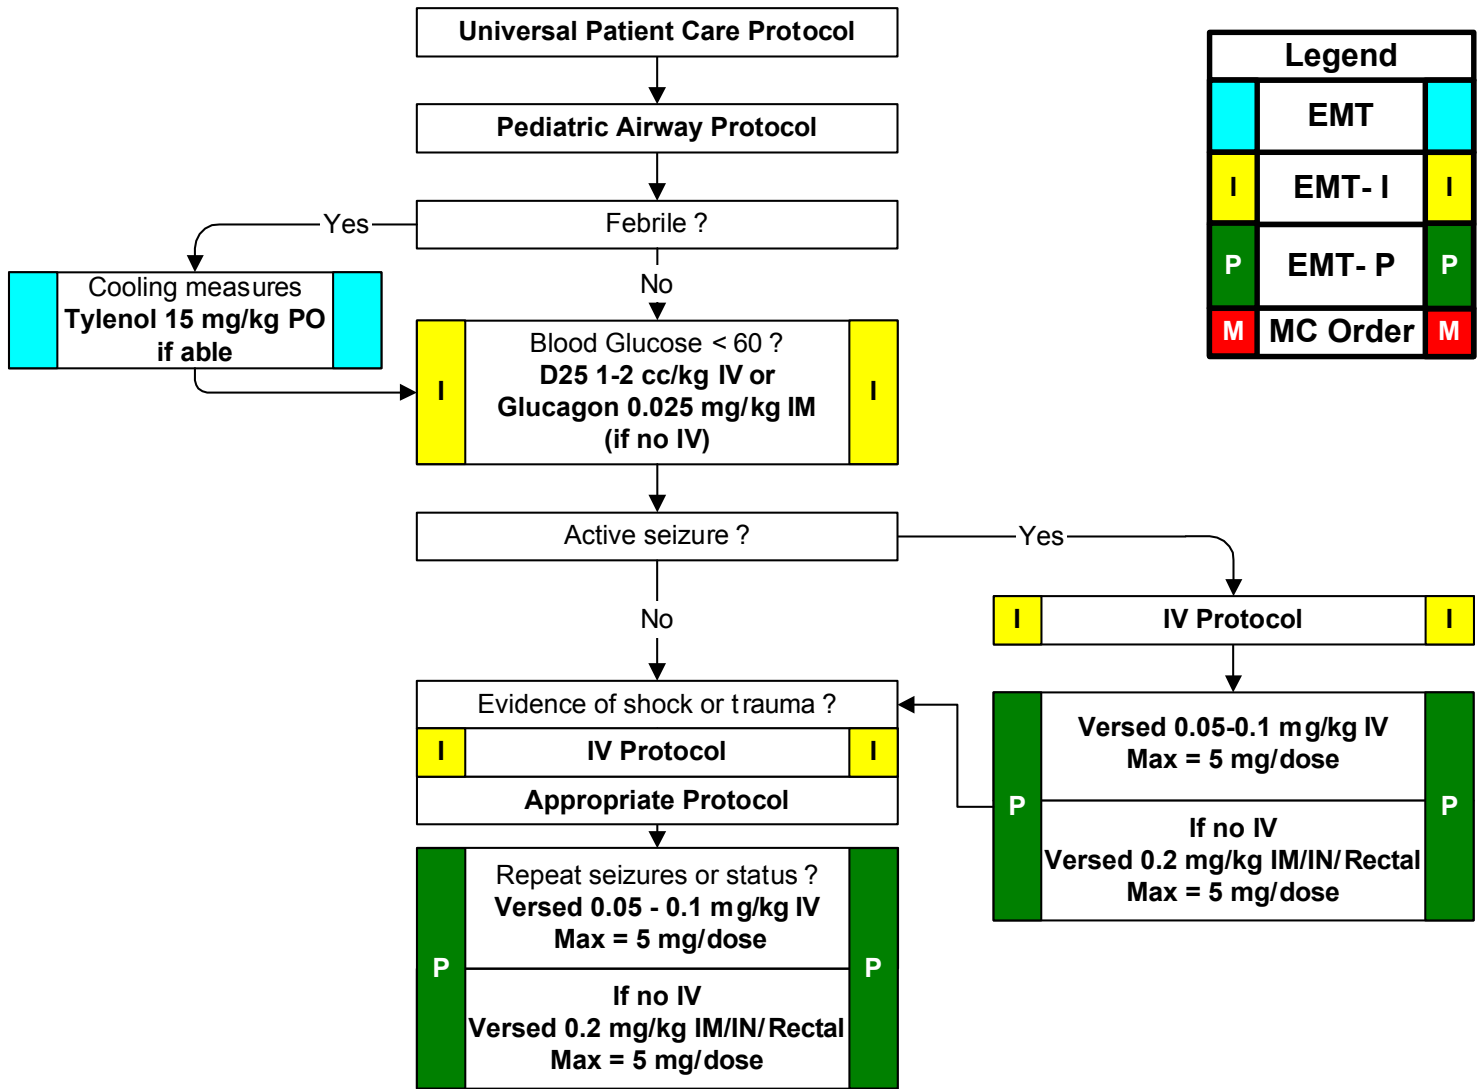 Universal Patient Care Protocol
Pediatric Airway Protocol
Febrile ?
Yes
No
Cooling measures
Tylenol 15 mg/kg PO
if able
I
Blood Glucose < 60 ?
D25 1-2 cc/kg IV or
Glucagon 0.025 mg/kg IM
(if no IV)
I
Active seizure ?
Yes
No
I
IV Protocol
I
P
Versed 0.05-0.1 mg/kg IV
Max = 5 mg/dose
If no IV
Versed 0.2 mg/kg IM/IN/Rectal
Max = 5 mg/dose
P
Evidence of shock or trauma ?
I
IV Protocol
I
Appropriate Protocol
P
Repeat seizures or status ?
Versed 0.05 - 0.1 mg/kg IV
Max = 5 mg/dose
If no IV
Versed 0.2 mg/kg IM/IN/Rectal
Max = 5 mg/dose
P
Legend
EMT
I EMT- I I
P EMT- P P
M MC Order M